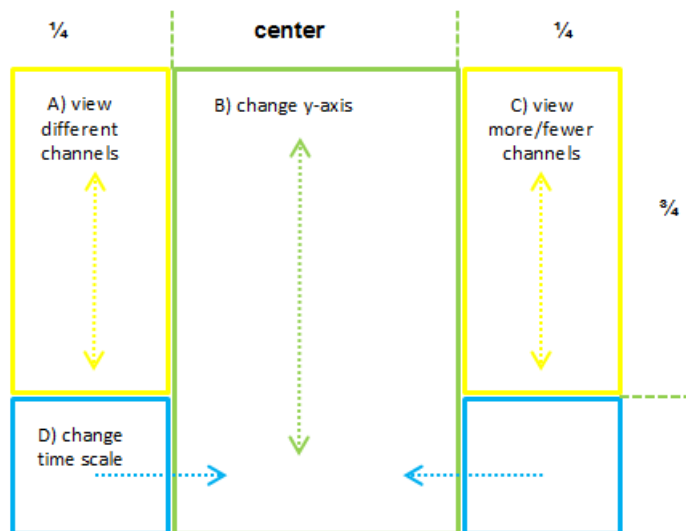 ¼ center ¼
A) view
different
channels
B) change y-axis
C) view
more/fewer
channels
¾
D) change
time scale